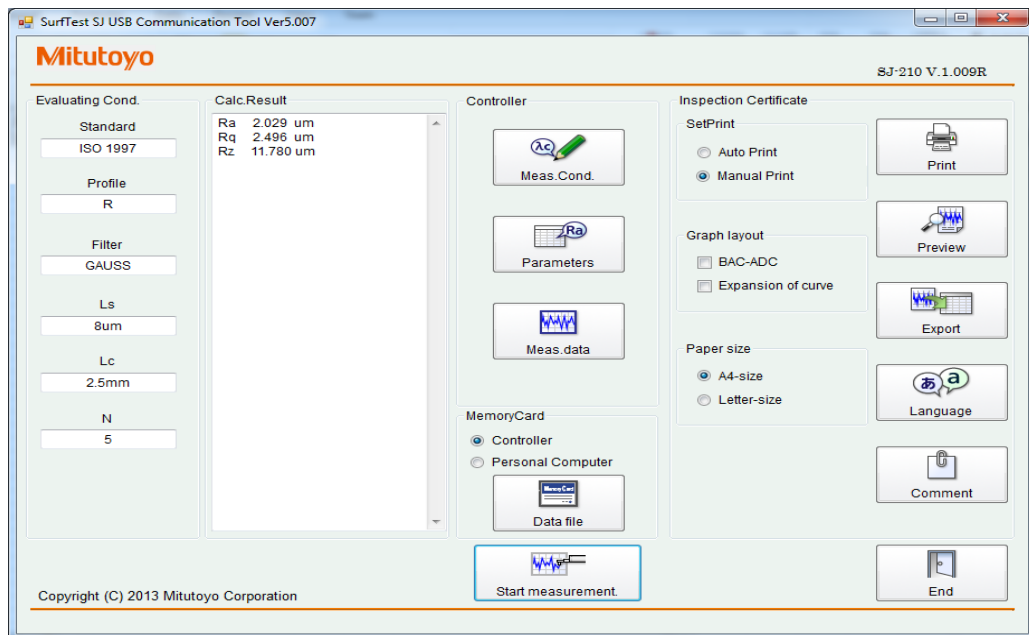 SurfTest SJ USB Communication Tool Ver5.007
Mitutoyo
SJ-210 V.1.009R
Evaluating Cond.
Standard
ISO 1997
Profile
R
Filter
GAUSS
Ls
8um
Lc
2.5mm
N
5
Calc.Result
Ra 2.029 um
Rq 2.496 um
Rz 11.780 um
Controller
λc
Meas.Cond.
Ra
Parameters
Meas.data
MemoryCard
Controller
Personal Computer
Memory Card
Data file
Start measurement.
Inspection Certificate
SetPrint
Auto Print
Manual Print
Graph layout
BAC-ADC
Expansion of curve
Paper size
A4-size
Letter-size
Print
Preview
Export
あ a
Language
Comment
End
Copyright (C) 2013 Mitutoyo Corporation